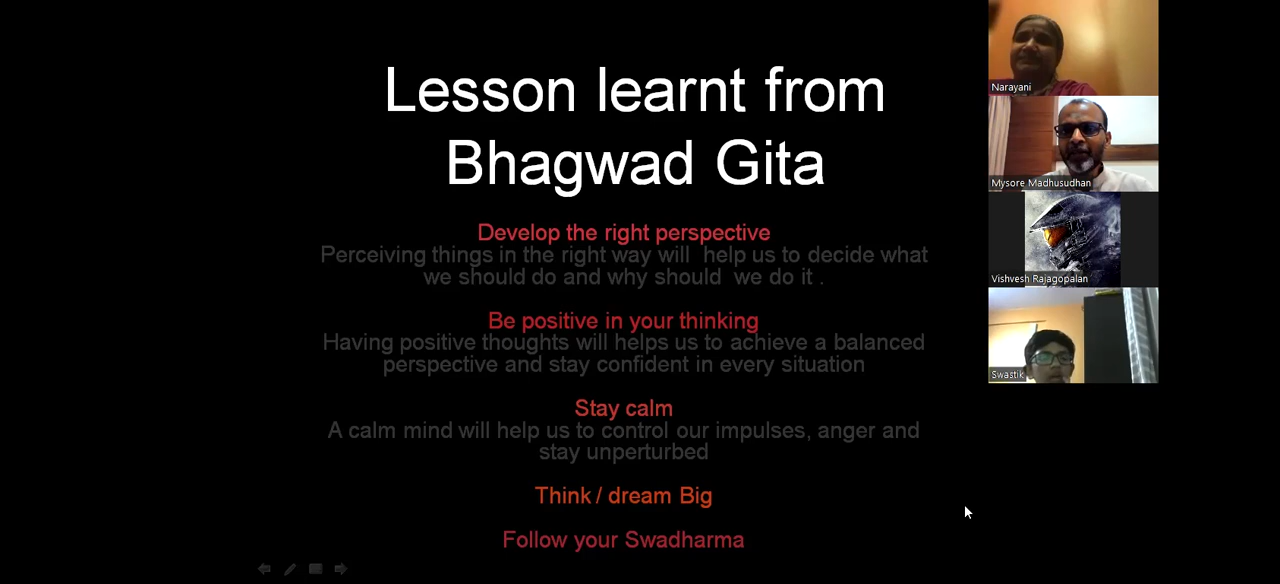 Lesson learnt from
Bhagwad Gita
Develop the right perspective
Perceiving things in the right way will  help us to decide what
we should do and why should  we do it .
Be positive in your thinking
Having positive thoughts will helps us to achieve a balanced
perspective and stay confident in every situation
Stay calm
A calm mind will help us to control our impulses, anger and
stay unperturbed
Think / dream Big
Follow your Swadharma
Narayani
Mysore Madhusudhan
Vishvesh Rajagopalan
Swastik